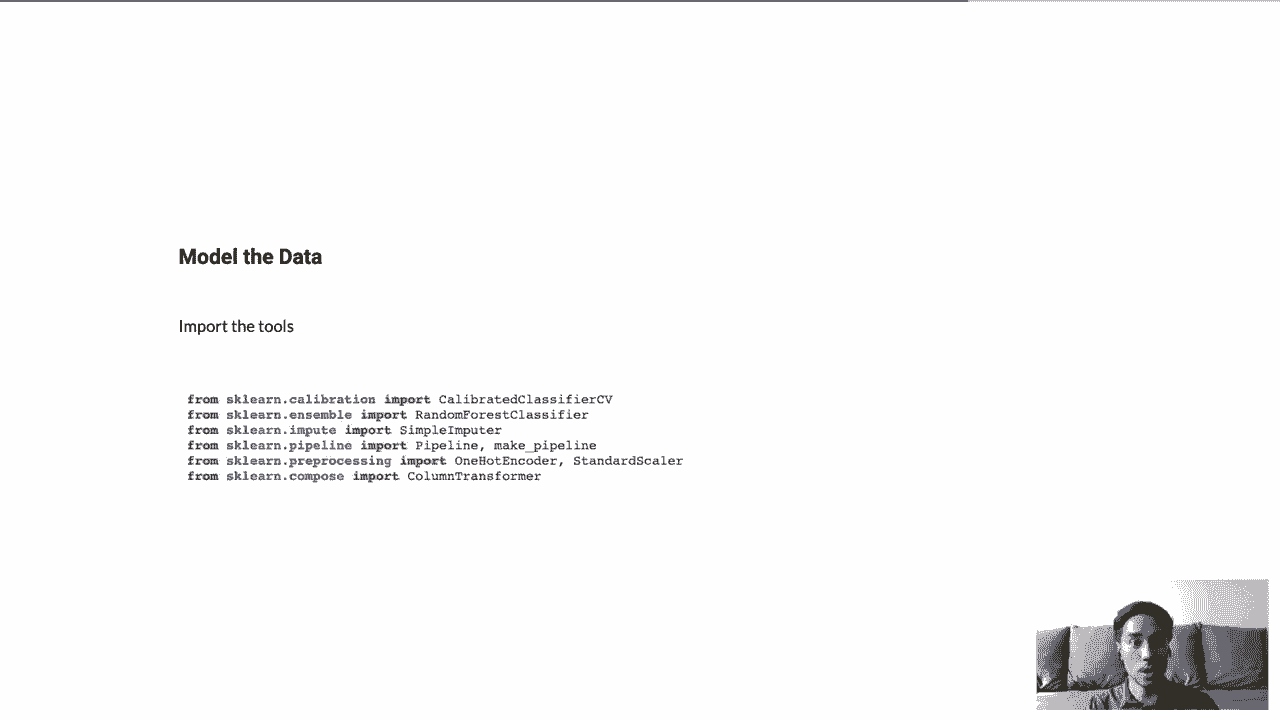 Model the Data
Import the tools
from sklearn.calibration import CalibratedClassifierCV
from sklearn.ensemble import RandomForestClassifier
from sklearn.impute import SimpleImputer
from sklearn.pipeline import Pipeline, make_pipeline
from sklearn.preprocessing import OneHotEncoder, StandardScaler
from sklearn.compose import ColumnTransformer